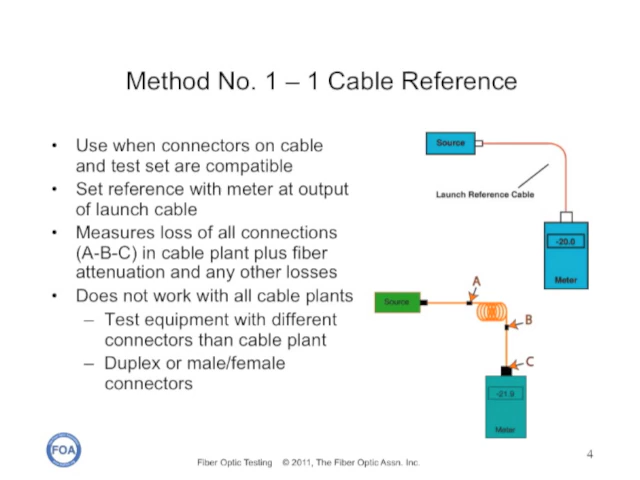 Method No. 1 – 1 Cable Reference
• Use when connectors on cable
and test set are compatible
• Set reference with meter at output
of launch cable
• Measures loss of all connections
(A-B-C) in cable plant plus fiber
attenuation and any other losses
• Does not work with all cable plants
– Test equipment with different
connectors than cable plant
– Duplex or male/female
connectors
Source
Launch Reference Cable
-20.0
Meter
A
Source
B
C
-21.9
Meter
FOA
Fiber Optic Testing © 2011, The Fiber Optic Assn. Inc.
4